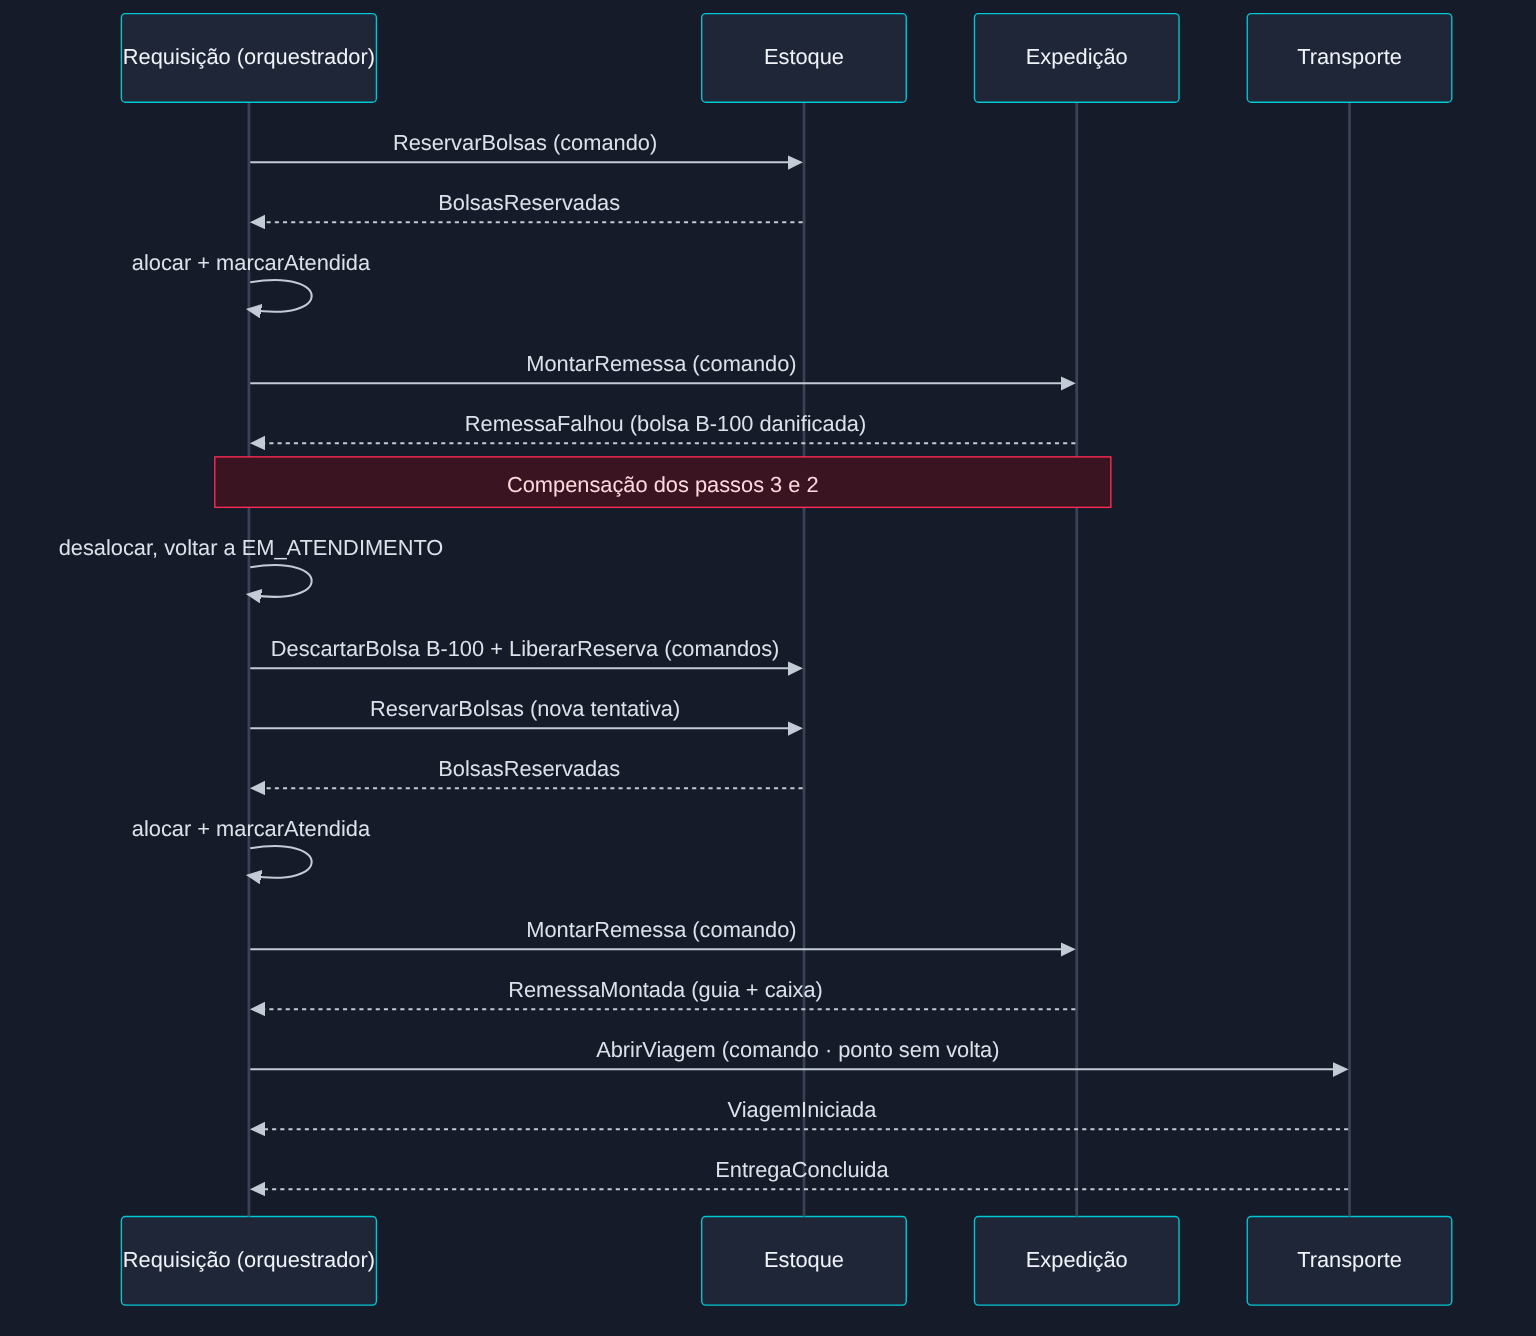 Requisição (orquestrador)
Estoque
Expedição
Transporte
ReservarBolsas (comando)
BolsasReservadas
alocar + marcarAtendida
MontarRemessa (comando)
RemessaFalhou (bolsa B-100 danificada)
Compensação dos passos 3 e 2
desalocar, voltar a EM_ATENDIMENTO
DescartarBolsa B-100 + LiberarReserva (comandos)
ReservarBolsas (nova tentativa)
BolsasReservadas
alocar + marcarAtendida
MontarRemessa (comando)
RemessaMontada (guia + caixa)
AbrirViagem (comando · ponto sem volta)
ViagemIniciada
EntregaConcluida
Requisição (orquestrador)
Estoque
Expedição
Transporte